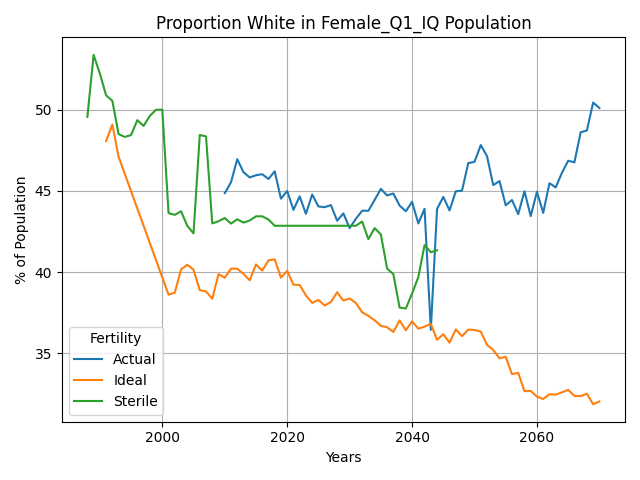 Proportion White in Female_Q1_IQ Population
% of Population
50
45
40
35
Fertility
Actual
Ideal
Sterile
2000
2020
2040
2060
Years